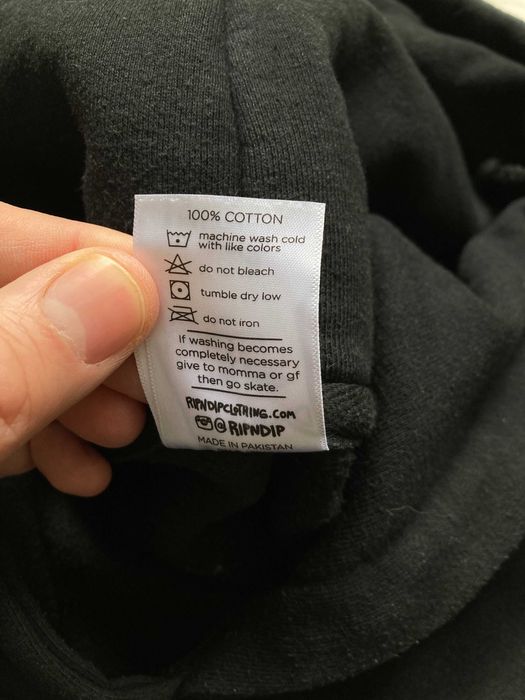 100% COTTON
machine wash cold
with like colors
do not bleach
tumble dry low
do not iron
If washing becomes
completely necessary
give to momma or gf
then go skate.
RIPNDIPCLOTHING.COM
@RIPNDIP
MADE IN PAKISTAN